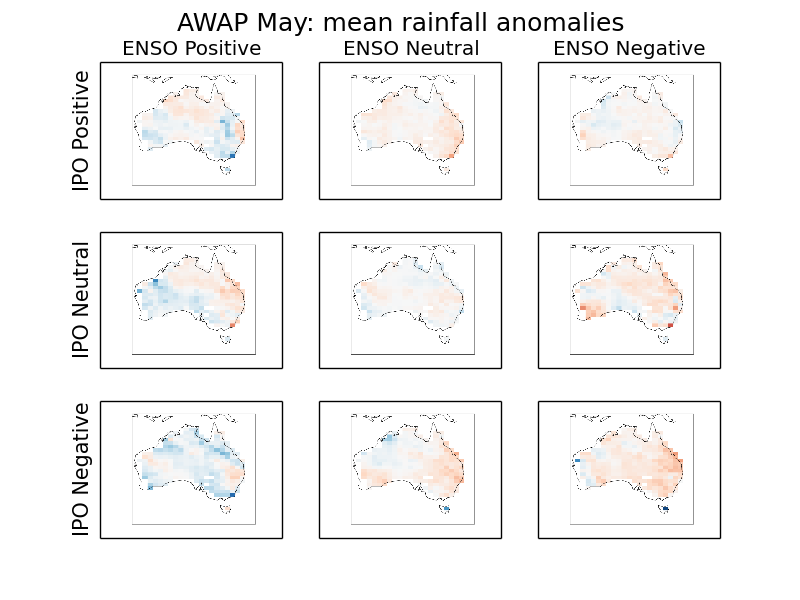 AWAP May: mean rainfall anomalies
ENSO Positive
ENSO Neutral
ENSO Negative
IPO Positive
IPO Neutral
IPO Negative